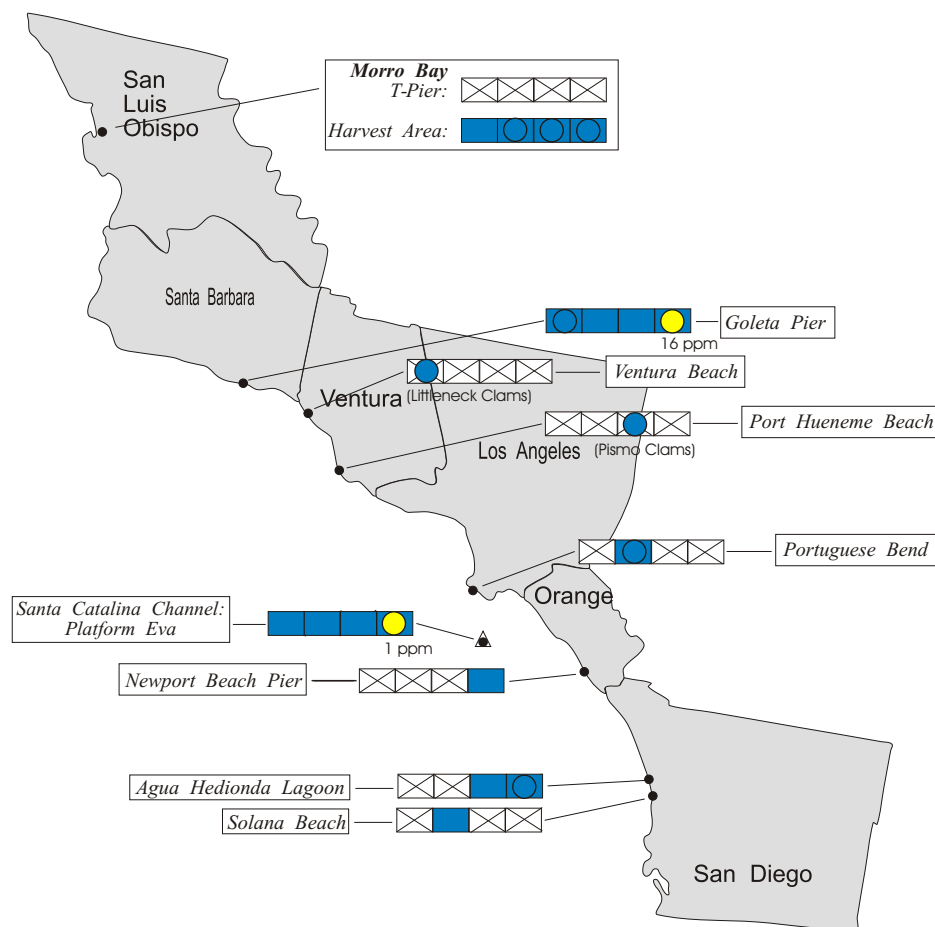 San
Luis
Obispo
Morro Bay
T-Pier:
Harvest Area:
Santa Barbara
Goleta Pier
16 ppm
Ventura Beach
Ventura
(Littleneck Clams)
Port Hueneme Beach
Los Angeles
(Pismo Clams)
Portuguese Bend
Orange
Santa Catalina Channel:
Platform Eva
1 ppm
Newport Beach Pier
Agua Hedionda Lagoon
Solana Beach
San Diego